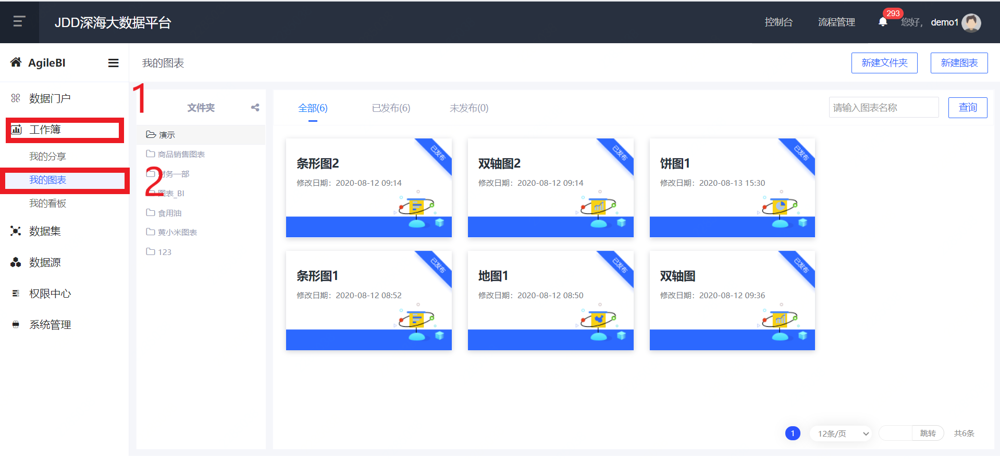 JDD深海大数据平台
控制台
流程管理
293
您好，
demo1
AgileBI
我的图表
新建文件夹
新建图表
数据门户
工作簿
我的分享
我的图表
我的看板
数据集
数据源
权限中心
系统管理
1
2
文件夹
演示
商品销售图表
财务一部
图表_BI
食用油
黄小米图表
123
全部(6)
已发布(6)
未发布(0)
请输入图表名称
查询
已发布
条形图2
修改日期：2020-08-12 09:14
已发布
双轴图2
修改日期：2020-08-12 09:14
已发布
饼图1
修改日期：2020-08-13 15:30
已发布
条形图1
修改日期：2020-08-12 08:52
已发布
地图1
修改日期：2020-08-12 08:50
已发布
双轴图
修改日期：2020-08-12 09:36
1
12条/页
跳转
共6条